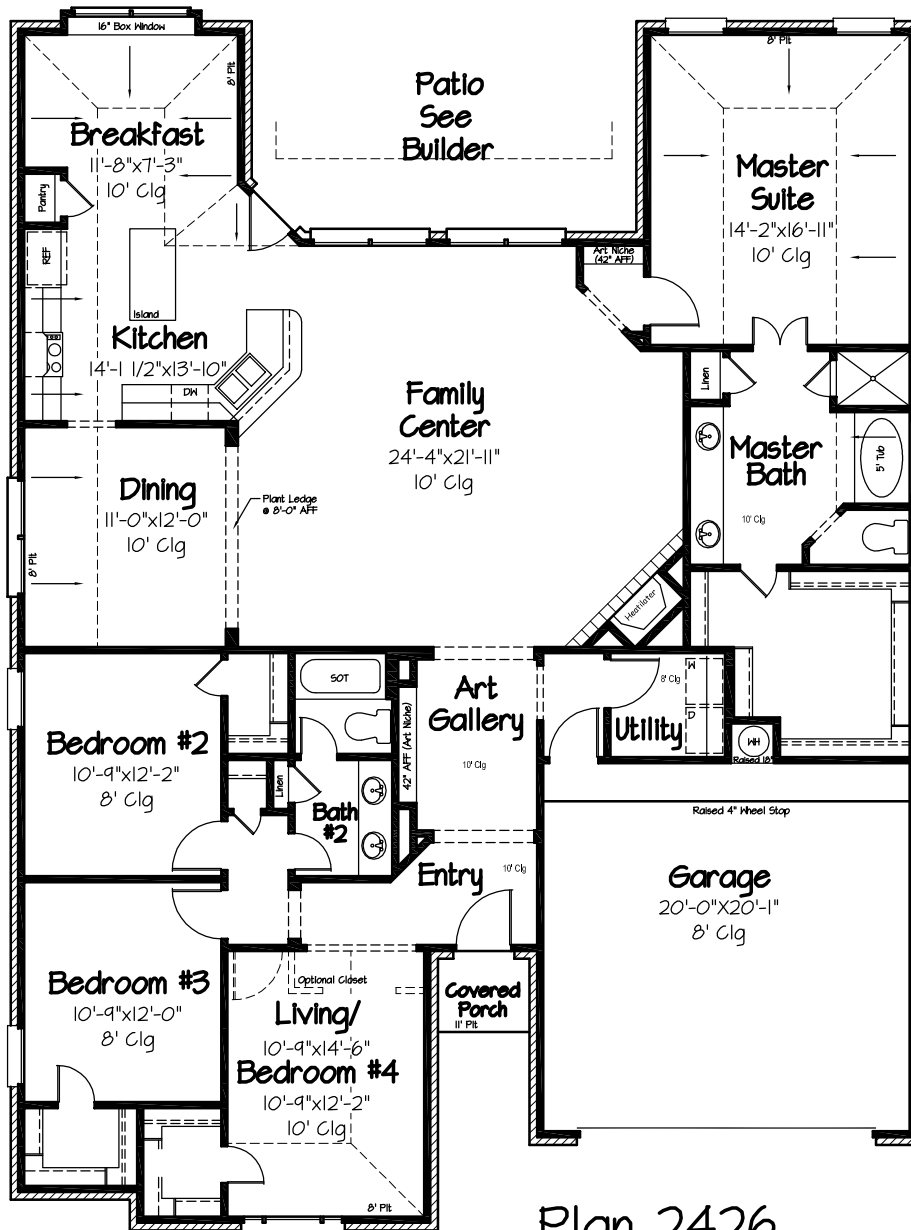 16" Box Window
8' Plt
Breakfast
11'-8"x7'-3"
10' Clg
Pantry
REF
Island
Kitchen
14'-1 1/2"x13'-10"
DW
Patio
See
Builder
8' Plt
Master
Suite
14'-2"x16'-11"
10' Clg
Art Niche
(42" AFF)
Family
Center
24'-4"x21'-11"
10' Clg
Linen
Master
Bath
10' Clg
5' Tub
Dining
11'-0"x12'-0"
10' Clg
8' Plt
Plant Ledge
@ 8'-0" AFF
Heatilator
Bedroom #2
10'-9"x12'-2"
8' Clg
SOT
Linen
Bath
#2
42" AFF (Art Niche)
Art
Gallery
10' Clg
8' Clg
W
D
Utility
WH
Raised 18"
Raised 4" Wheel Stop
Entry
10' Clg
Garage
20'-0"X20'-1"
8' Clg
Bedroom #3
10'-9"x12'-0"
8' Clg
Optional Closet
Living/
10'-9"x14'-6"
Bedroom #4
10'-9"x12'-2"
10' Clg
8' Plt
Covered
Porch
11' Plt
Plan 2426